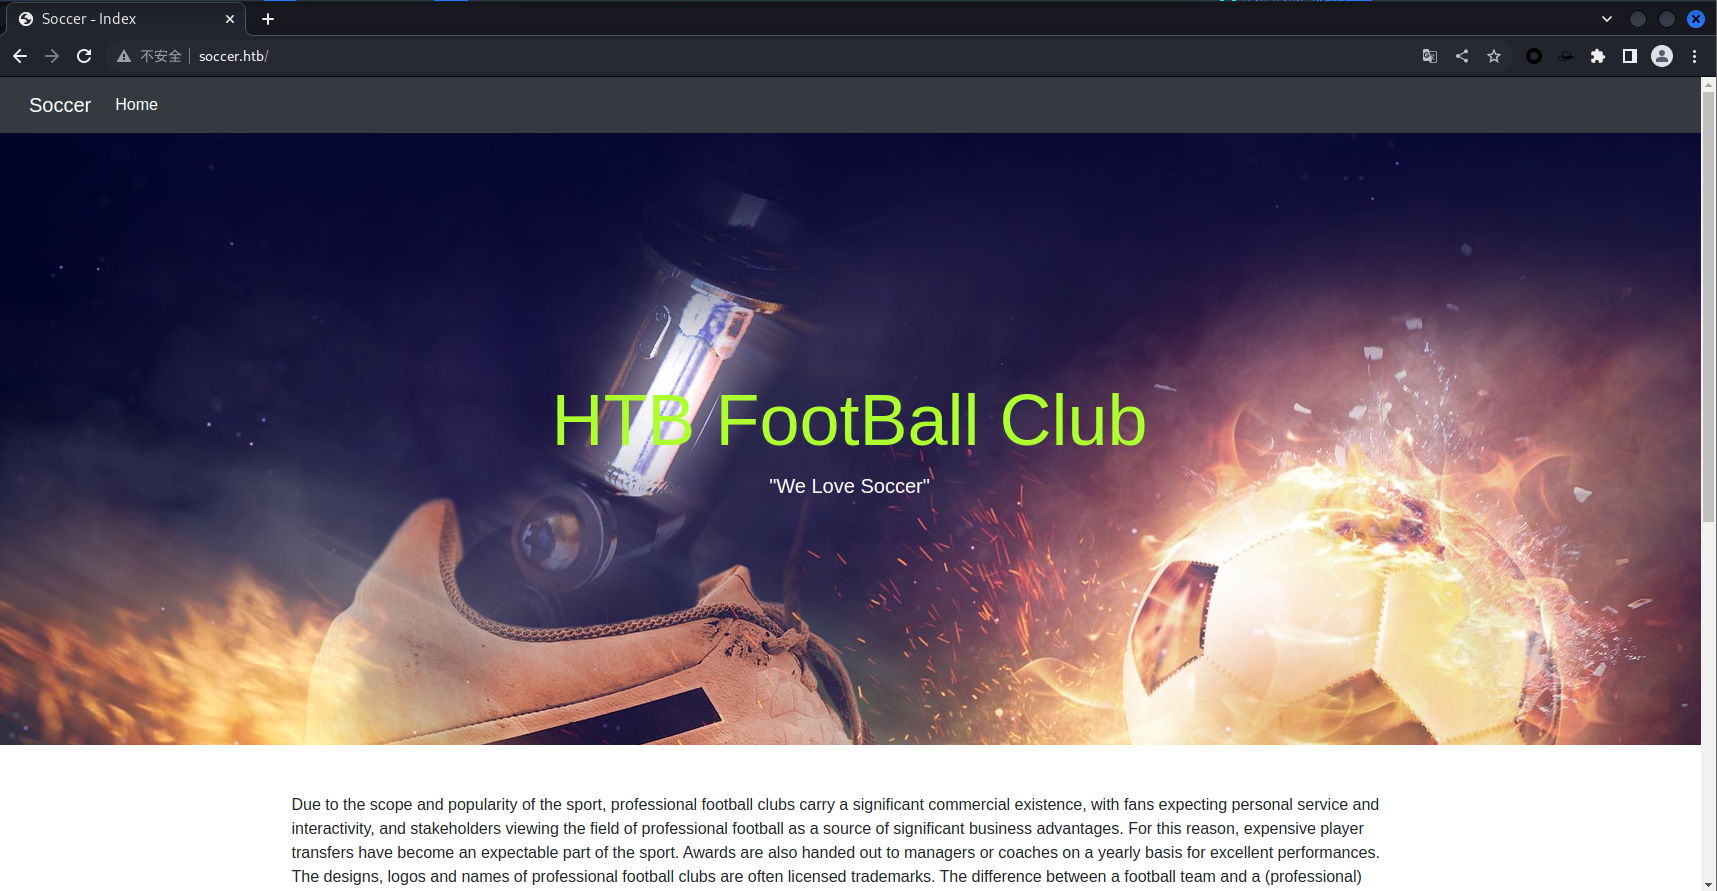 Soccer - Index
不安全 soccer.htb/
Soccer Home
HTB FootBall Club
"We Love Soccer"
Due to the scope and popularity of the sport, professional football clubs carry a significant commercial existence, with fans expecting personal service and
interactivity, and stakeholders viewing the field of professional football as a source of significant business advantages. For this reason, expensive player
transfers have become an expectable part of the sport. Awards are also handed out to managers or coaches on a yearly basis for excellent performances.
The designs, logos and names of professional football clubs are often licensed trademarks. The difference between a football team and a (professional)